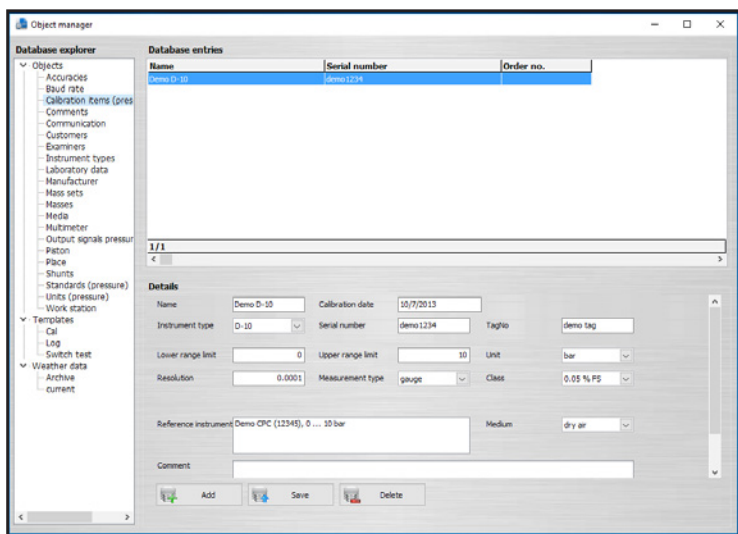 Object manager
Database explorer
Objects
Accuracies
Baud rate
Calibration items (pres
Comments
Communication
Customers
Examiners
Instrument types
Laboratory data
Manufacturer
Mass sets
Masses
Media
Multimeter
Output signals pressur
Piston
Place
Shunts
Standards (pressure)
Units (pressure)
Work station
Templates
Cal
Log
Switch test
Weather data
Archive
current
Database entries
Name Serial number Order no.
Demo D-10 demo1234
1/1
Details
Name Demo D-10 Calibration date 10/7/2013
Instrument type D-10 Serial number demo1234 TagNo demo tag
Lower range limit 0 Upper range limit 10 Unit bar
Resolution 0.0001 Measurement type gauge Class 0.05 % FS
Reference instrument Demo CPC (12345), 0 ... 10 bar Medium dry air
Comment
Add Save Delete